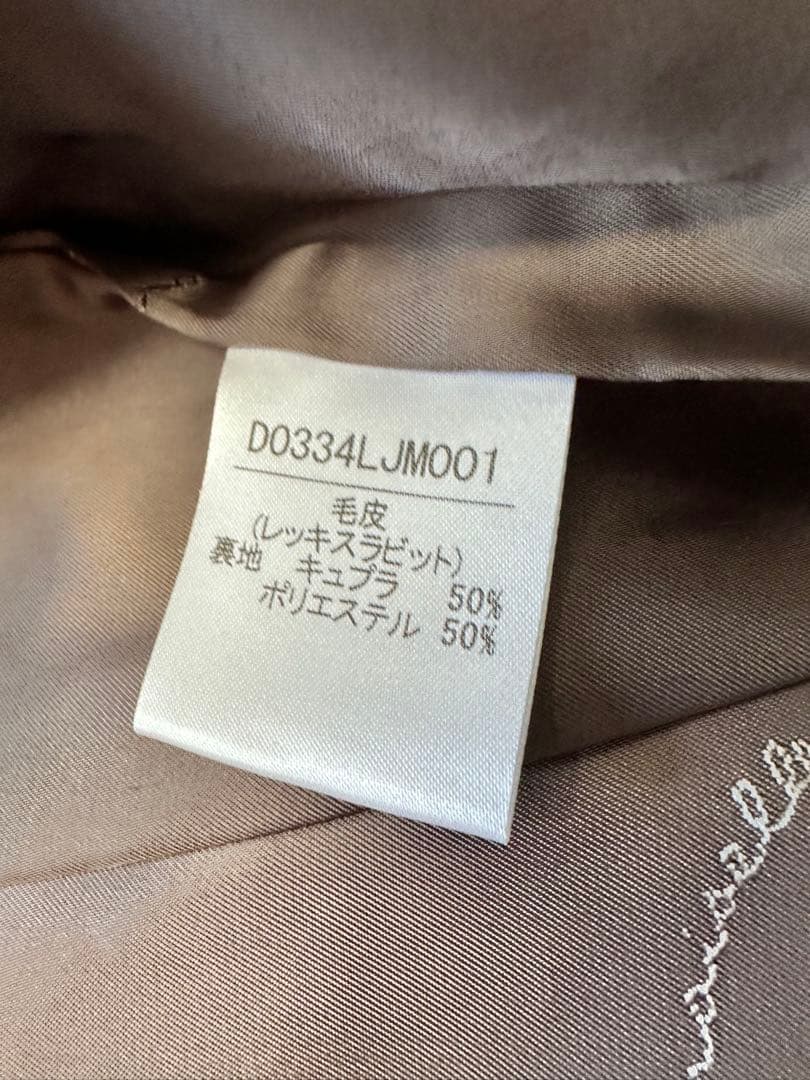 D0334LJM001
毛皮
(レッキスラビット)
裏地 キュプラ 50%
ポリエステル 50%